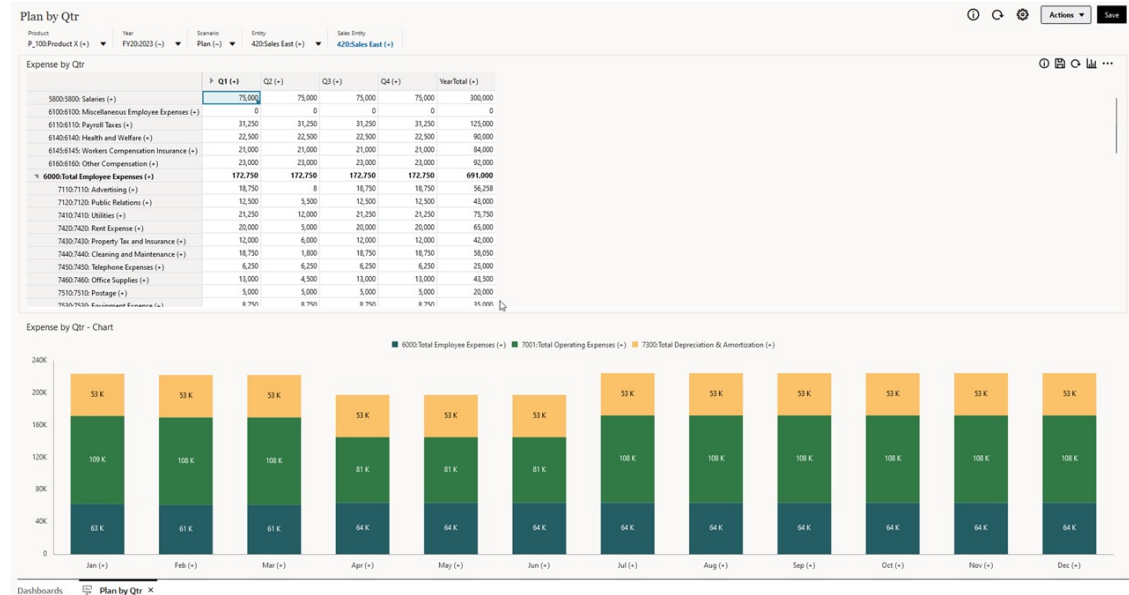 Plan by Qtr
Actions
Save
Product Year Scenario Entity Sales Entity
P_100:Product X (+) FY20:2023 (~) Plan (~) 420:Sales East (+) 420:Sales East (+)
Expense by Qtr
Q1 (+) Q2 (+) Q3 (+) Q4 (+) YearTotal (+)
5800:5800: Salaries (+) 75,000 75,000 75,000 75,000 300,000
6100:6100: Miscellaneous Employee Expenses (+) 0 0 0 0 0
6110:6110: Payroll Taxes (+) 31,250 31,250 31,250 31,250 125,000
6140:6140: Health and Welfare (+) 22,500 22,500 22,500 22,500 90,000
6145:6145: Workers Compensation Insurance (+) 21,000 21,000 21,000 21,000 84,000
6160:6160: Other Compensation (+) 23,000 23,000 23,000 23,000 92,000
6000:Total Employee Expenses (+) 172,750 172,750 172,750 172,750 691,000
7110:7110: Advertising (+) 18,750 8 18,750 18,750 56,258
7120:7120: Public Relations (+) 12,500 5,500 12,500 12,500 43,000
7410:7410: Utilities (+) 21,250 12,000 21,250 21,250 75,750
7420:7420: Rent Expense (+) 20,000 5,000 20,000 20,000 65,000
7430:7430: Property Tax and Insurance (+) 12,000 6,000 12,000 12,000 42,000
7440:7440: Cleaning and Maintenance (+) 18,750 1,800 18,750 18,750 58,050
7450:7450: Telephone Expenses (+) 6,250 6,250 6,250 6,250 25,000
7460:7460: Office Supplies (+) 13,000 4,500 13,000 13,000 43,500
7510:7510: Postage (+) 5,000 5,000 5,000 5,000 20,000
7530:7530: Equipment Expense (+) 8,750 8,750 8,750 8,750 35,000
Expense by Qtr - Chart
6000:Total Employee Expenses (+) 7001:Total Operating Expenses (+) 7300:Total Depreciation & Amortization (+)
240K
200K
160K
120K
80K
40K
0
53 K 53 K 53 K 53 K 53 K 53 K 53 K 53 K 53 K 53 K 53 K 53 K
109 K 108 K 108 K 81 K 81 K 81 K 108 K 108 K 108 K 108 K 108 K 108 K
63 K 61 K 61 K 64 K 64 K 64 K 64 K 64 K 64 K 64 K 64 K 64 K
Jan (+) Feb (+) Mar (+) Apr (+) May (+) Jun (+) Jul (+) Aug (+) Sep (+) Oct (+) Nov (+) Dec (+)
Dashboards Plan by Qtr ×